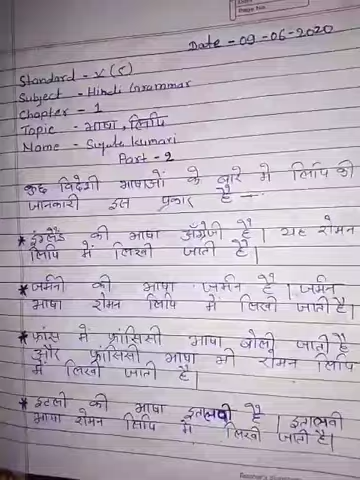 Date - 09-06-2020
Standard - V (5)
Subject - Hindi Grammar
Chapter - 1
Topic - भाषा, लिपि
Name - Sujata kumari
Part - 2
कुछ विदेशी भाषाओं के बारे में लिपि की
जानकारी इस प्रकार है —
* इंग्लैंड की भाषा अँग्रेजी है। यह रोमन
लिपि में लिखी जाती है।
* जर्मनी की भाषा जर्मन है। जर्मन
भाषा रोमन लिपि में लिखी जाती है।
* फ्रांस में फ्रांसिसी भाषा बोली जाती है
और फ्रांसिसी भाषा भी रोमन लिपि
में लिखी जाती है।
* इटली की भाषा इतालवी है। इतालवी
भाषा रोमन लिपि में लिखी जाती है।